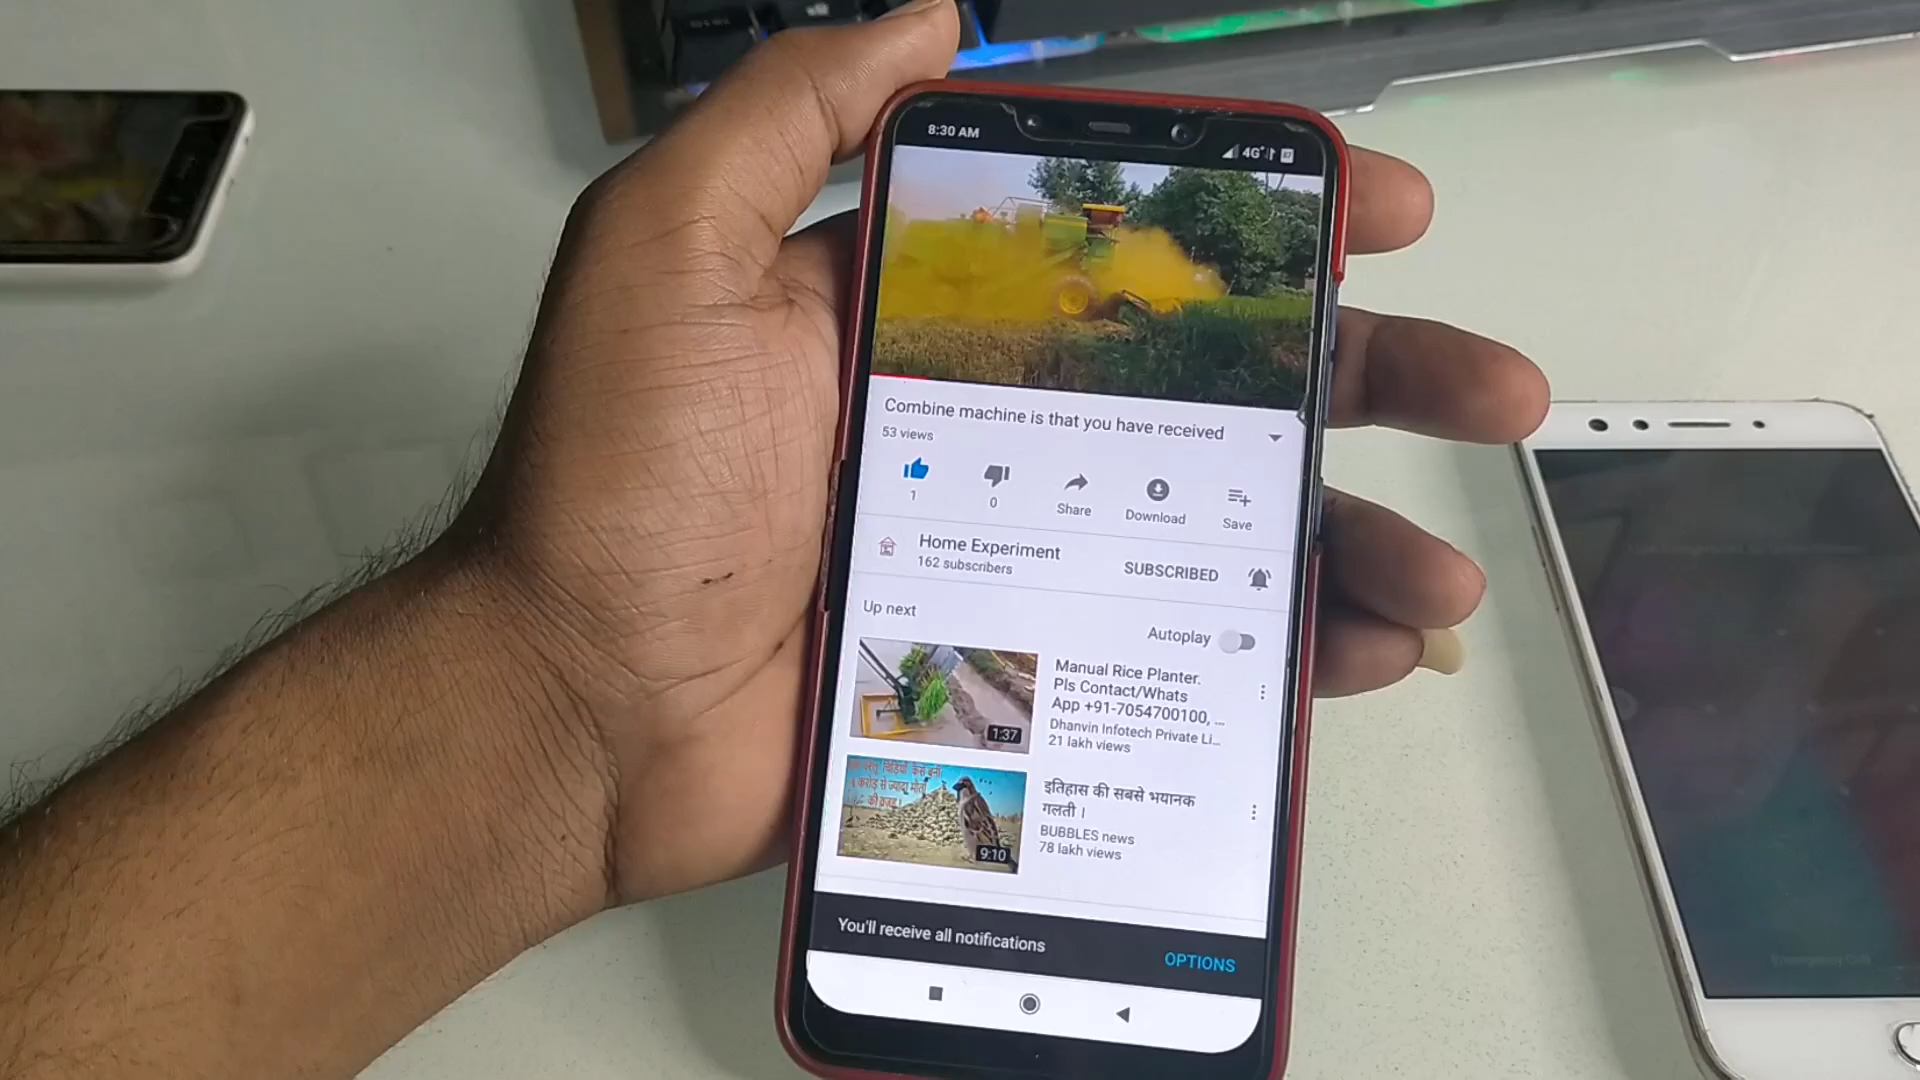 8:30 AM
4G+
Combine machine is that you have received
53 views
1
0
Share
Download
Save
Home Experiment
162 subscribers
SUBSCRIBED
Up next
Autoplay
1:37
Manual Rice Planter.
Pls Contact/Whats
App +91-7054700100, ...
Dhanvin Infotech Private Li...
21 lakh views
करोड़ से ज्यादा
9:10
इतिहास की सबसे भयानक
गलती ।
BUBBLES news
78 lakh views
You'll receive all notifications
OPTIONS
Emergency Call